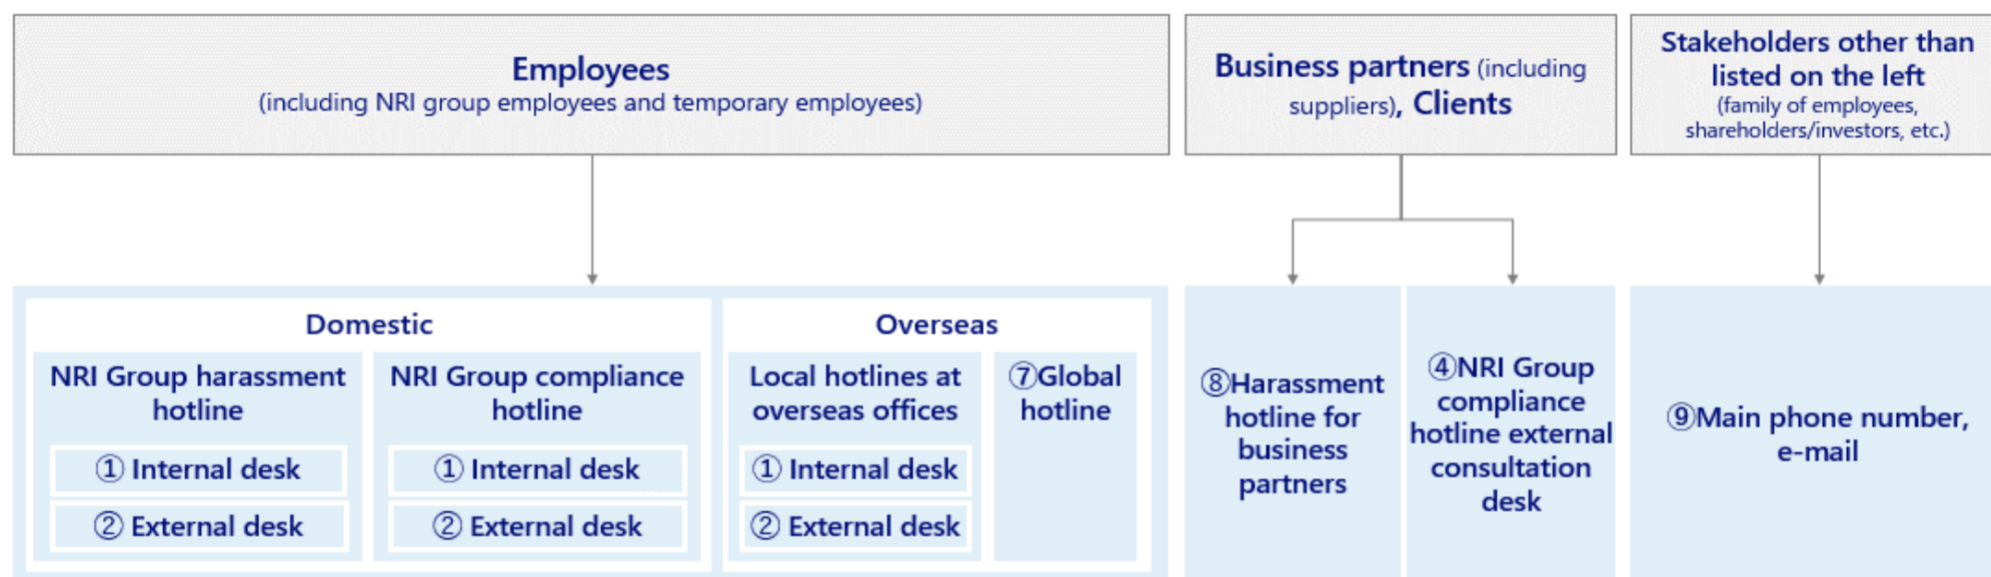 Employees
(including NRI group employees and temporary employees)
Business partners (including
suppliers), Clients
Stakeholders other than
listed on the left
(family of employees,
shareholders/investors, etc.)
Domestic
NRI Group harassment
hotline
① Internal desk
② External desk
NRI Group compliance
hotline
① Internal desk
② External desk
Overseas
Local hotlines at
overseas offices
① Internal desk
② External desk
⑦Global
hotline
⑧Harassment
hotline for
business
partners
④NRI Group
compliance
hotline external
consultation
desk
⑨Main phone number,
e-mail